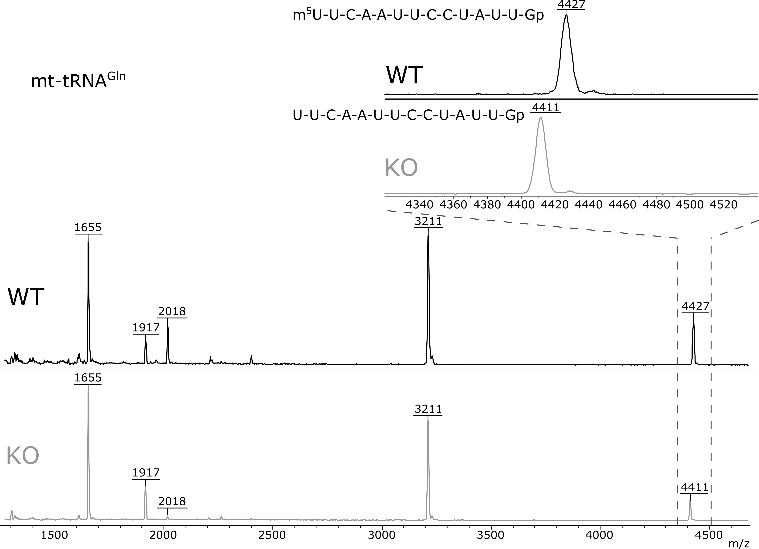 4427
m⁵U-U-C-A-A-U-U-C-C-U-A-U-U-Gp
mt-tRNAᴳˡⁿ
WT
4411
U-U-C-A-A-U-U-C-C-U-A-U-U-Gp
KO
4340 4360 4380 4400 4420 4440 4460 4480 4500 4520
1655
3211
WT
1917
2018
4427
1655
3211
KO
1917
2018
4411
1500 2000 2500 3000 3500 4000 4500
m/z